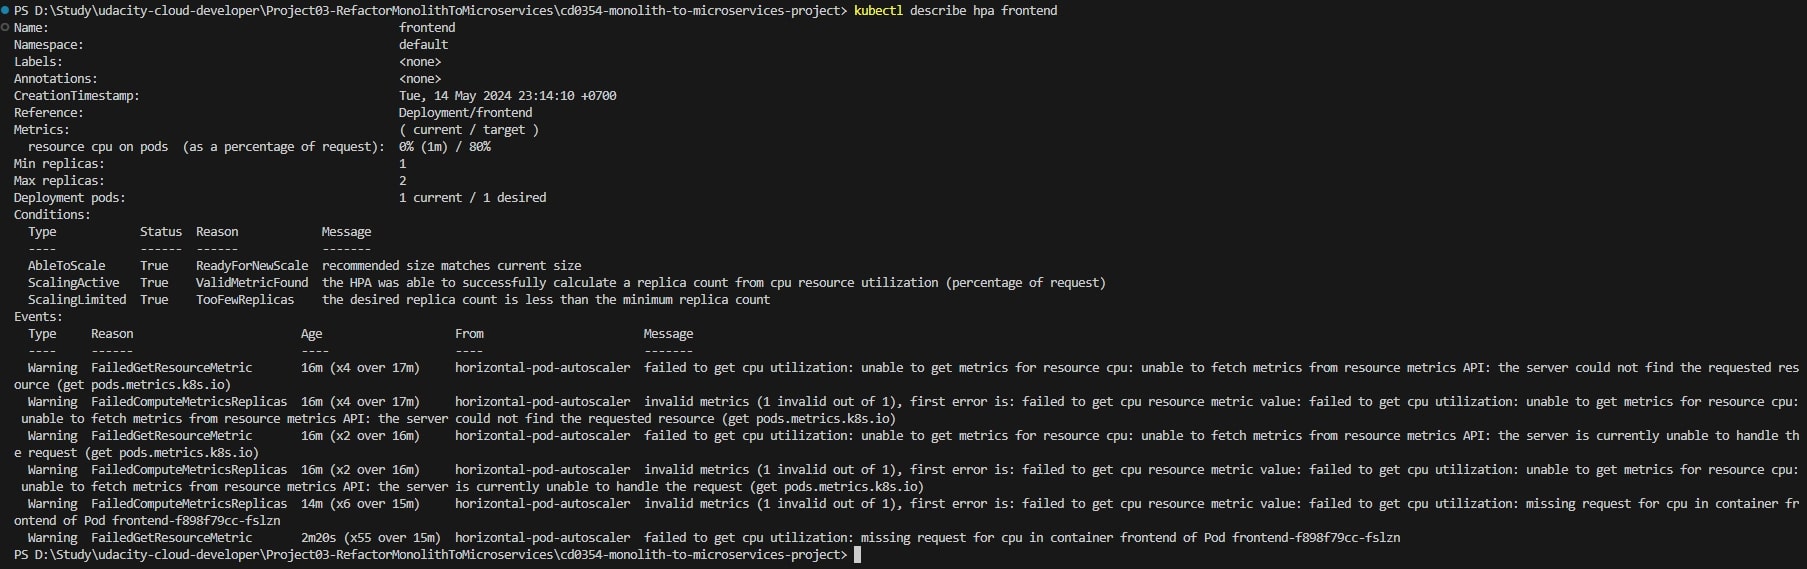 PS D:\Study\udacity-cloud-developer\Project03-RefactorMonolithToMicroservices\cd0354-monolith-to-microservices-project> kubectl describe hpa frontend
Name:                                                  frontend
Namespace:                                             default
Labels:                                                <none>
Annotations:                                           <none>
CreationTimestamp:                                     Tue, 14 May 2024 23:14:10 +0700
Reference:                                             Deployment/frontend
Metrics:                                               ( current / target )
  resource cpu on pods  (as a percentage of request):  0% (1m) / 80%
Min replicas:                                          1
Max replicas:                                          2
Deployment pods:                                       1 current / 1 desired
Conditions:
  Type            Status  Reason            Message
  ----            ------  ------            -------
  AbleToScale     True    ReadyForNewScale  recommended size matches current size
  ScalingActive   True    ValidMetricFound  the HPA was able to successfully calculate a replica count from cpu resource utilization (percentage of request)
  ScalingLimited  True    TooFewReplicas    the desired replica count is less than the minimum replica count
Events:
  Type     Reason                        Age                   From                       Message
  ----     ------                        ----                  ----                       -------
  Warning  FailedGetResourceMetric       16m (x4 over 17m)     horizontal-pod-autoscaler  failed to get cpu utilization: unable to get metrics for resource cpu: unable to fetch metrics from resource metrics API: the server could not find the requested res
ource (get pods.metrics.k8s.io)
  Warning  FailedComputeMetricsReplicas  16m (x4 over 17m)     horizontal-pod-autoscaler  invalid metrics (1 invalid out of 1), first error is: failed to get cpu resource metric value: failed to get cpu utilization: unable to get metrics for resource cpu:
 unable to fetch metrics from resource metrics API: the server could not find the requested resource (get pods.metrics.k8s.io)
  Warning  FailedGetResourceMetric       16m (x2 over 16m)     horizontal-pod-autoscaler  failed to get cpu utilization: unable to get metrics for resource cpu: unable to fetch metrics from resource metrics API: the server is currently unable to handle th
e request (get pods.metrics.k8s.io)
  Warning  FailedComputeMetricsReplicas  16m (x2 over 16m)     horizontal-pod-autoscaler  invalid metrics (1 invalid out of 1), first error is: failed to get cpu resource metric value: failed to get cpu utilization: unable to get metrics for resource cpu:
 unable to fetch metrics from resource metrics API: the server is currently unable to handle the request (get pods.metrics.k8s.io)
  Warning  FailedComputeMetricsReplicas  14m (x6 over 15m)     horizontal-pod-autoscaler  invalid metrics (1 invalid out of 1), first error is: failed to get cpu resource metric value: failed to get cpu utilization: missing request for cpu in container fr
ontend of Pod frontend-f898f79cc-fslzn
  Warning  FailedGetResourceMetric       2m20s (x55 over 15m)  horizontal-pod-autoscaler  failed to get cpu utilization: missing request for cpu in container frontend of Pod frontend-f898f79cc-fslzn
PS D:\Study\udacity-cloud-developer\Project03-RefactorMonolithToMicroservices\cd0354-monolith-to-microservices-project>